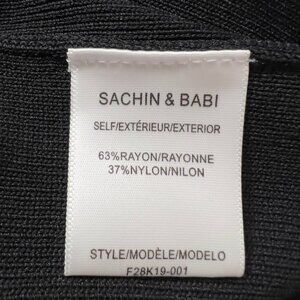 SACHIN & BABI
SELF/EXTÉRIEUR/EXTERIOR
63%RAYON/RAYONNE
37%NYLON/NILON
STYLE/MODÈLE/MODELO
F28K19-001